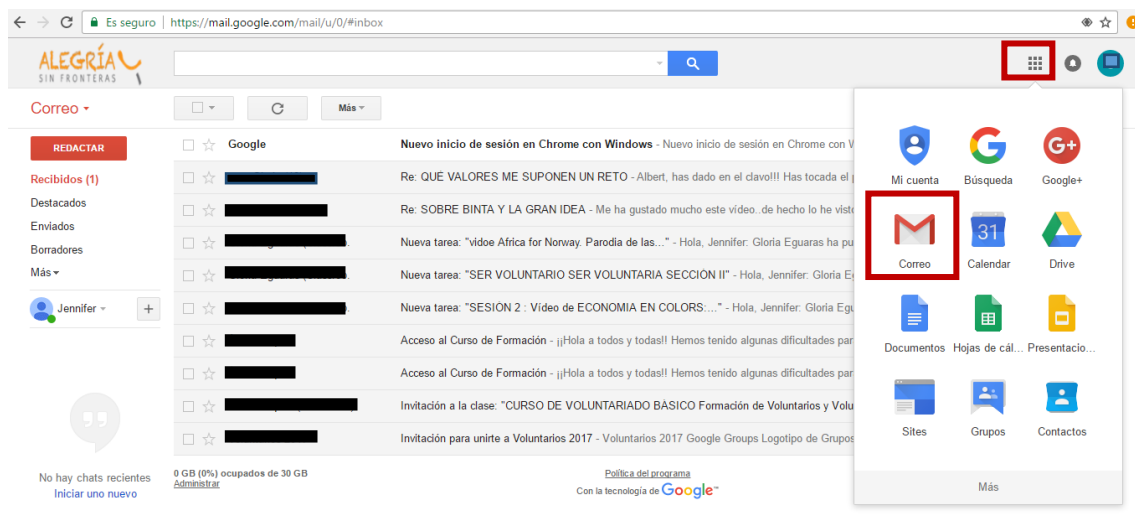 Es seguro | https://mail.google.com/mail/u/0/#inbox
ALEGRÍA
SIN FRONTERAS
Correo
Más
REDACTAR
Recibidos (1)
Destacados
Enviados
Borradores
Más
Jennifer
+
No hay chats recientes
Iniciar uno nuevo
Google Nuevo inicio de sesión en Chrome con Windows - Nuevo inicio de sesión en Chrome con
Re: QUÉ VALORES ME SUPONEN UN RETO - Albert, has dado en el clavo!!! Has tocado el
Re: SOBRE BINTA Y LA GRAN IDEA - Me ha gustado mucho este vídeo..de hecho lo he visto
Nueva tarea: "vidoe Africa for Norway. Parodia de las..." - Hola, Jennifer: Gloria Eguaras ha pu
Nueva tarea: "SER VOLUNTARIO SER VOLUNTARIA SECCIÓN II" - Hola, Jennifer: Gloria E
Nueva tarea: "SESIÓN 2 : Vídeo de ECONOMIA EN COLORS:..." - Hola, Jennifer: Gloria Egu
Acceso al Curso de Formación - ¡¡Hola a todos y todas!! Hemos tenido algunas dificultades par
Acceso al Curso de Formación - ¡¡Hola a todos y todas!! Hemos tenido algunas dificultades par
Invitación a la clase: "CURSO DE VOLUNTARIADO BÁSICO Formación de Voluntarios y Volu
Invitación para unirte a Voluntarios 2017 - Voluntarios 2017 Google Groups Logotipo de Grupos
0 GB (0%) ocupados de 30 GB
Administrar
Política del programa
Con la tecnología de Google™
Mi cuenta Búsqueda Google+
G+
31
Correo Calendar Drive
Documentos Hojas de cál... Presentacio...
Sites Grupos Contactos
Más